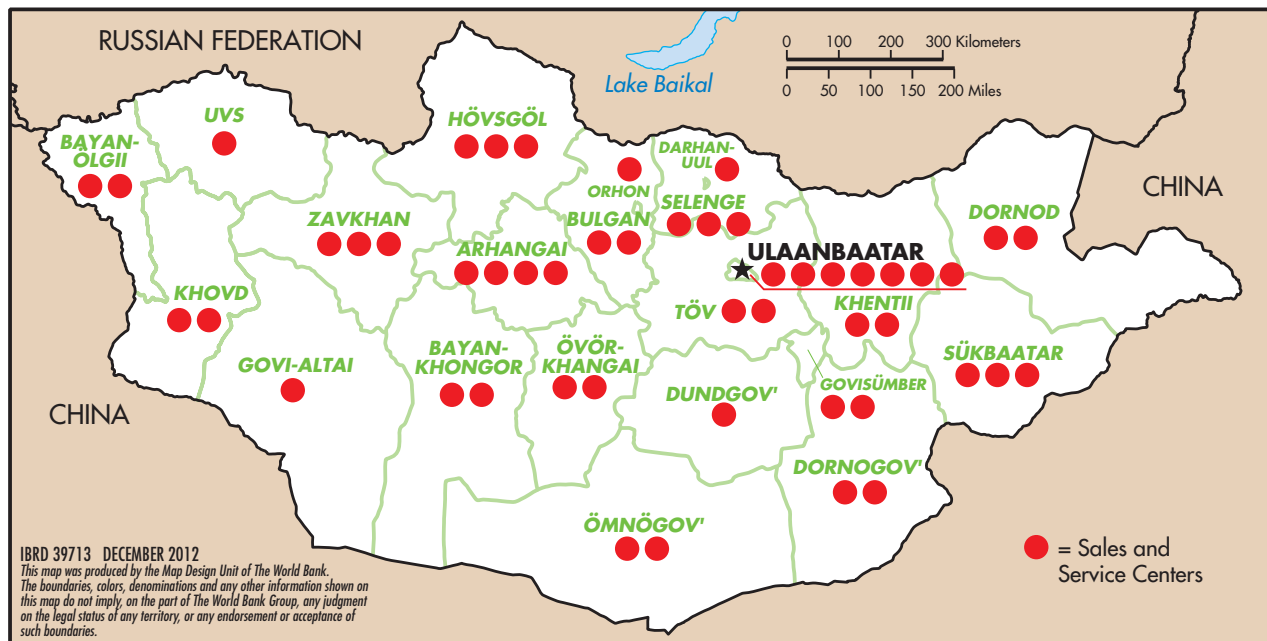 RUSSIAN FEDERATION
Lake Baikal
0 100 200 300 Kilometers
0 50 100 150 200 Miles
UVS
BAYAN-
ÖLGII
HÖVSGÖL
DARHAN-
UUL
ORHON
SELENGE
BULGAN
ZAVKHAN
ARHANGAI
DORNOD
CHINA
ULAANBAATAR
KHOVD
TÖV
KHENTII
GOVI-ALTAI
BAYAN-
KHONGOR
ÖVÖR-
KHANGAI
DUNDGOV'
GOVISÜMBER
SÜKBAATAR
CHINA
DORNOGOV'
ÖMNÖGOV'
= Sales and
Service Centers
IBRD 39713 DECEMBER 2012
This map was produced by the Map Design Unit of The World Bank.
The boundaries, colors, denominations and any other information shown on
this map do not imply, on the part of The World Bank Group, any judgment
on the legal status of any territory, or any endorsement or acceptance of
such boundaries.